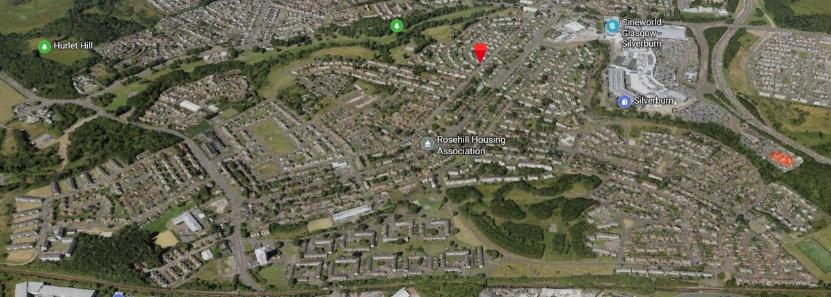 Cineworld
Glasgow -
Silverburn
Hurlet Hill
Silverburn
Rosehill Housing
Association